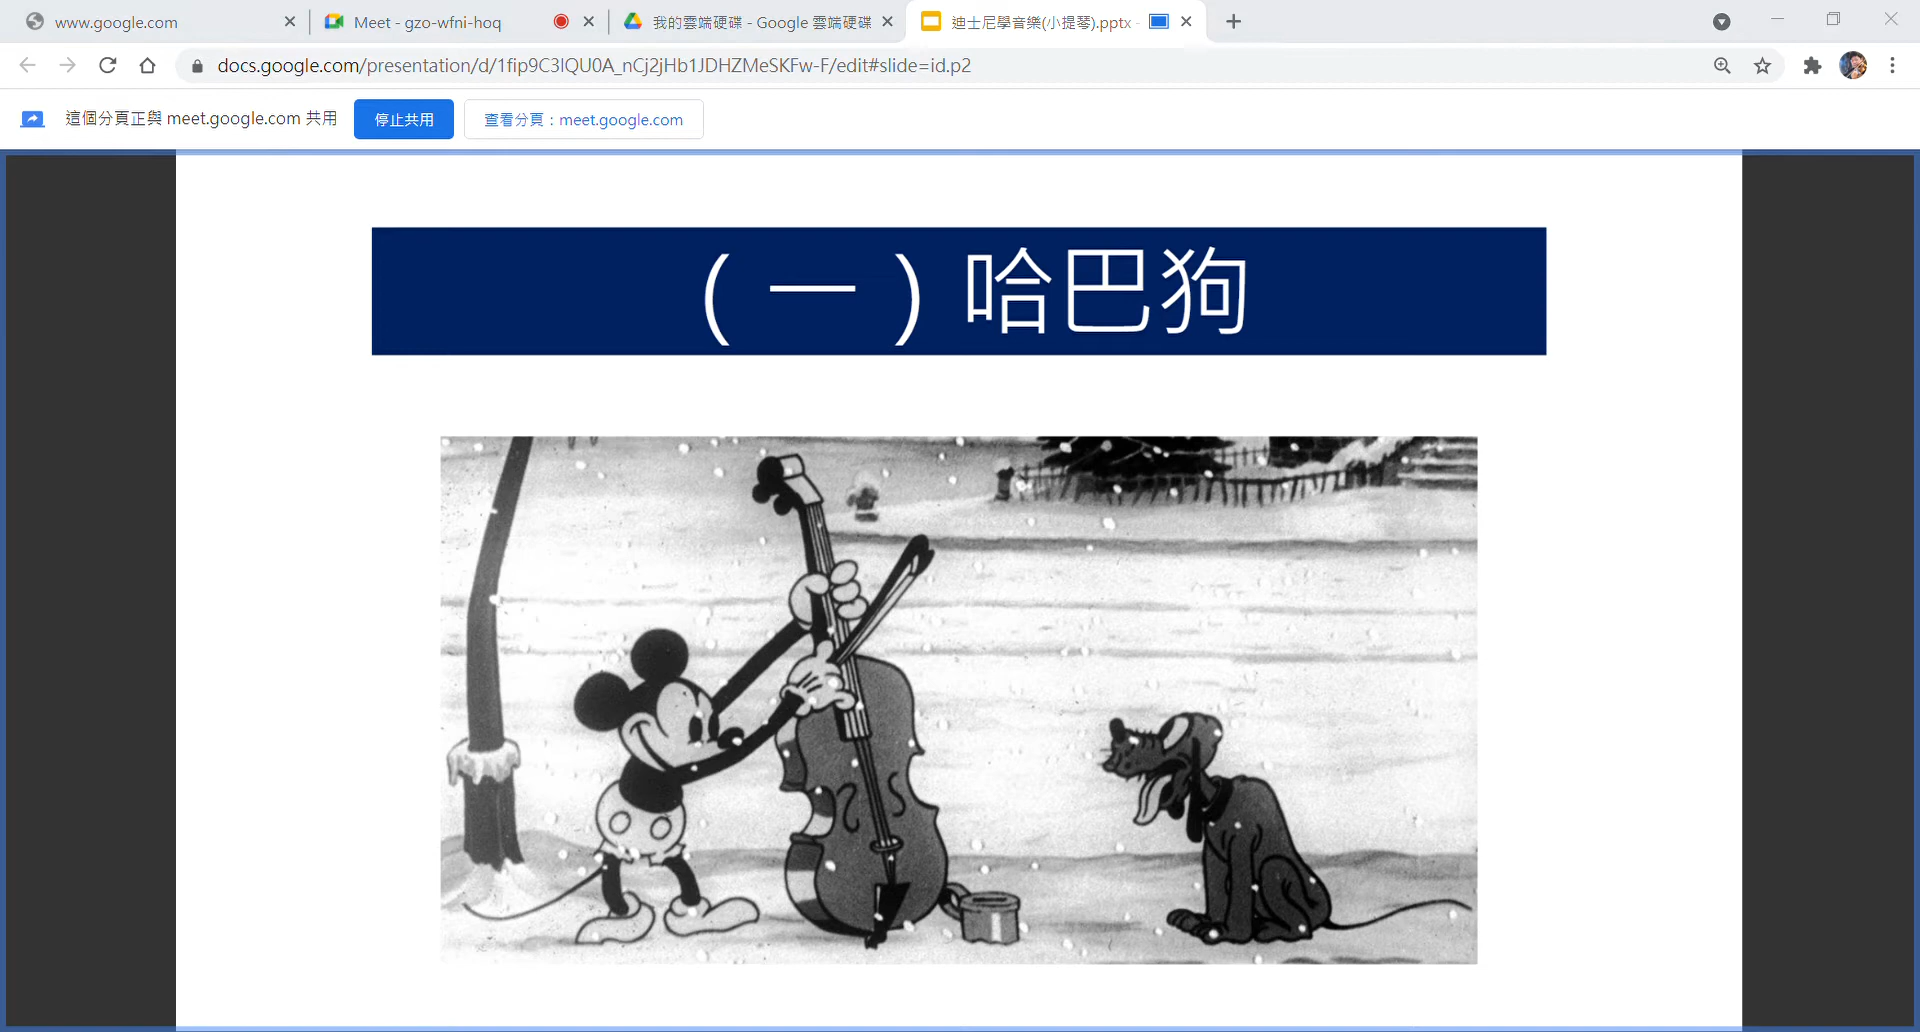 www.google.com
Meet - gzo-wfni-hoq
我的雲端硬碟 - Google 雲端硬碟
迪士尼學音樂(小提琴).pptx -
docs.google.com/presentation/d/1fip9C3IQU0A_nCj2jHb1JDHZMeSKFw-F/edit#slide=id.p2
這個分頁正與 meet.google.com 共用
停止共用
查看分頁：meet.google.com
(一)哈巴狗